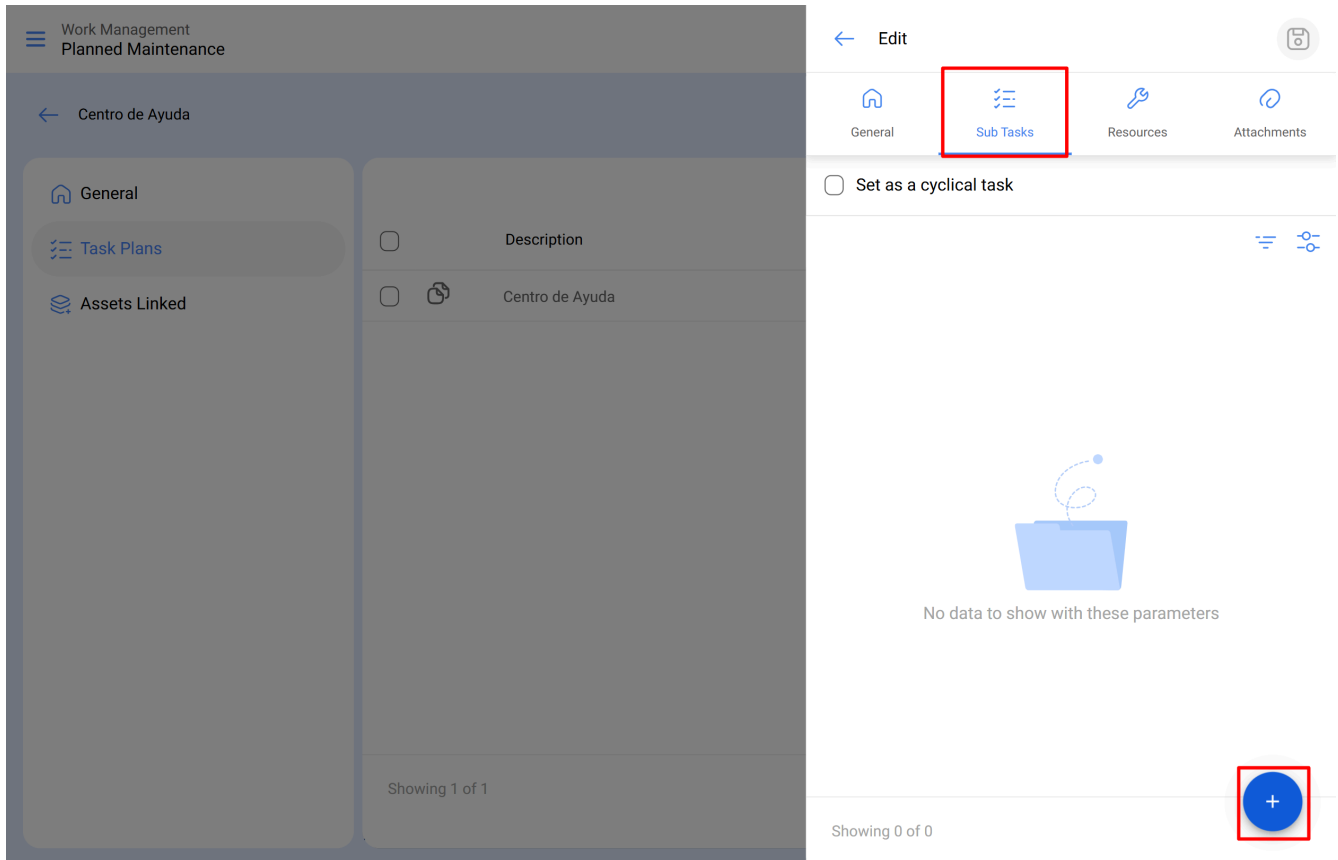 Work Management
Planned Maintenance
Centro de Ayuda
General
Task Plans
Assets Linked
Description
Centro de Ayuda
Showing 1 of 1
Edit
General
Sub Tasks
Resources
Attachments
Set as a cyclical task
No data to show with these parameters
Showing 0 of 0